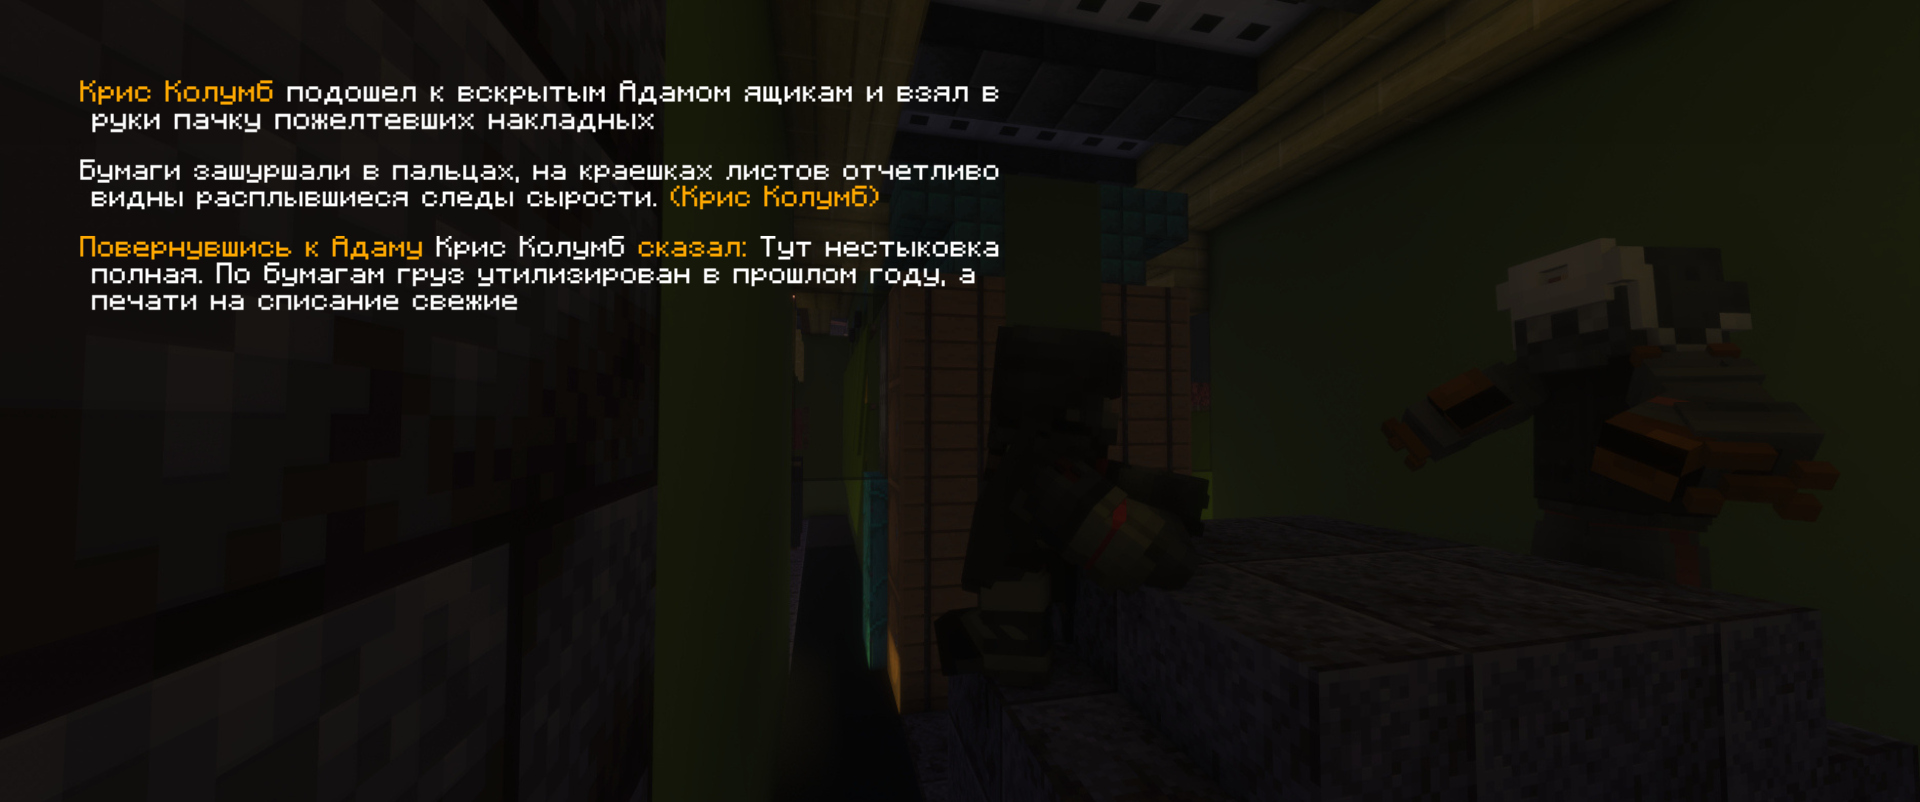 Крис Колумб подошел к вскрытым Адамом ящикам и взял в
руки пачку пожелтевших накладных
Бумаги зашуршали в пальцах, на краешках листов отчетливо
видны расплывшиеся следы сырости. (Крис Колумб)
Повернувшись к Адаму Крис Колумб сказал: Тут нестыковка
полная. По бумагам груз утилизирован в прошлом году, а
печати на списание свежие